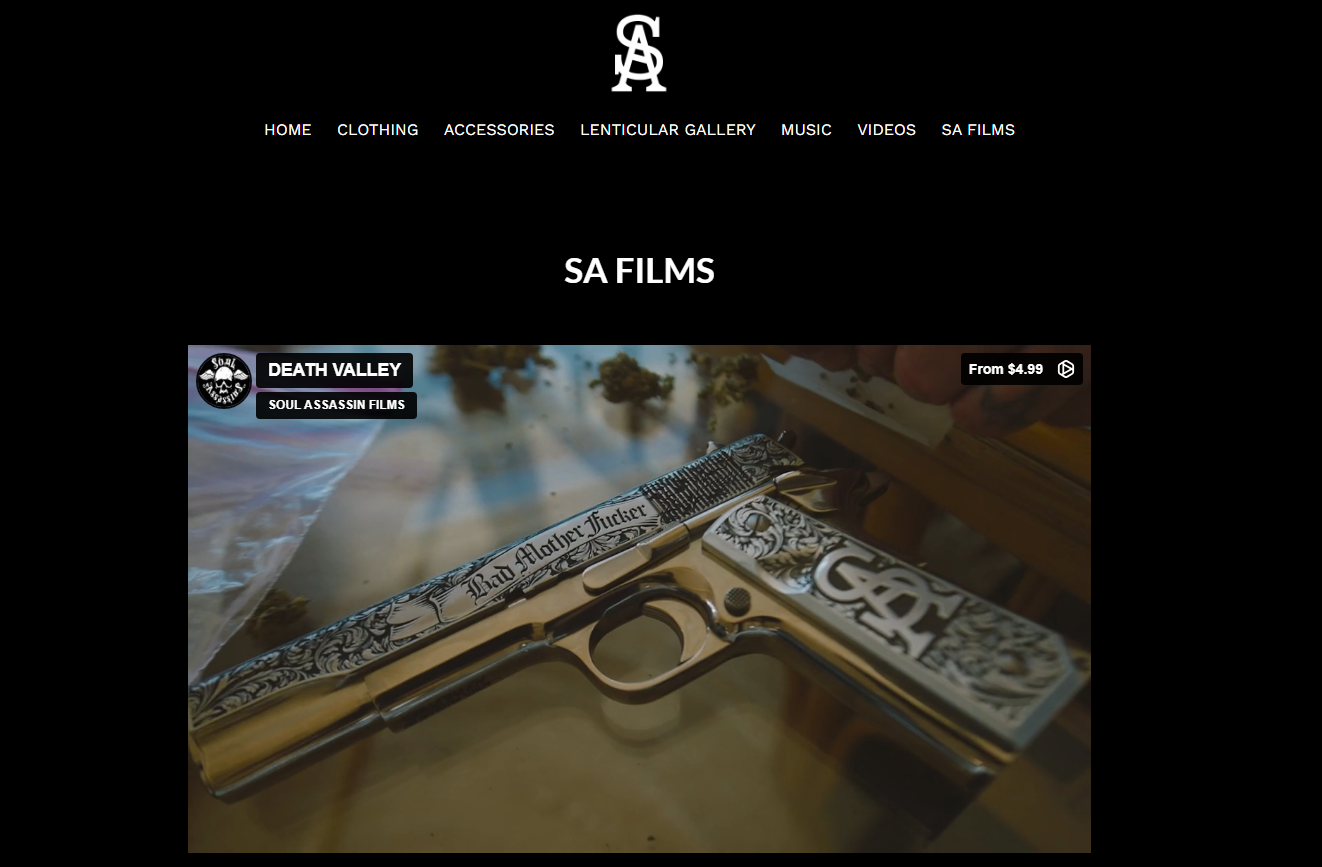 SA
HOME CLOTHING ACCESSORIES LENTICULAR GALLERY MUSIC VIDEOS SA FILMS
SA FILMS
Soul
Assassins
DEATH VALLEY
From $4.99
SOUL ASSASSIN FILMS
Bad Mother Fucker
SA